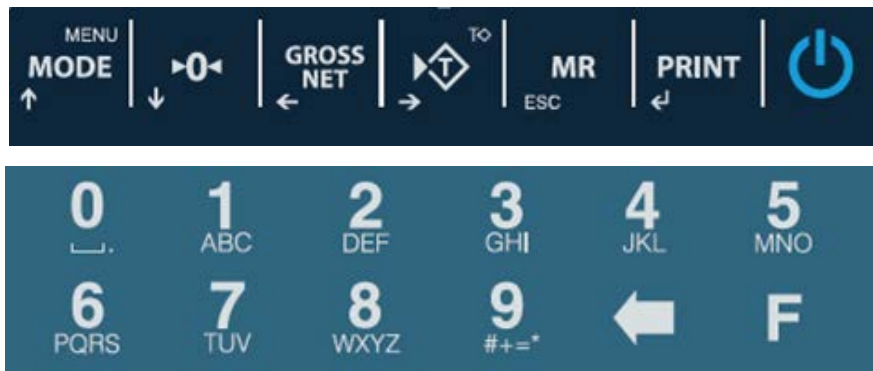 MENU
MODE ↑
▸0◂ ↓
GROSS
NET ←
T T →
MR
ESC
PRINT ↵
0 1 2 3 4 5
⎵. ABC DEF GHI JKL MNO
6 7 8 9 F
PQRS TUV WXYZ #+=*